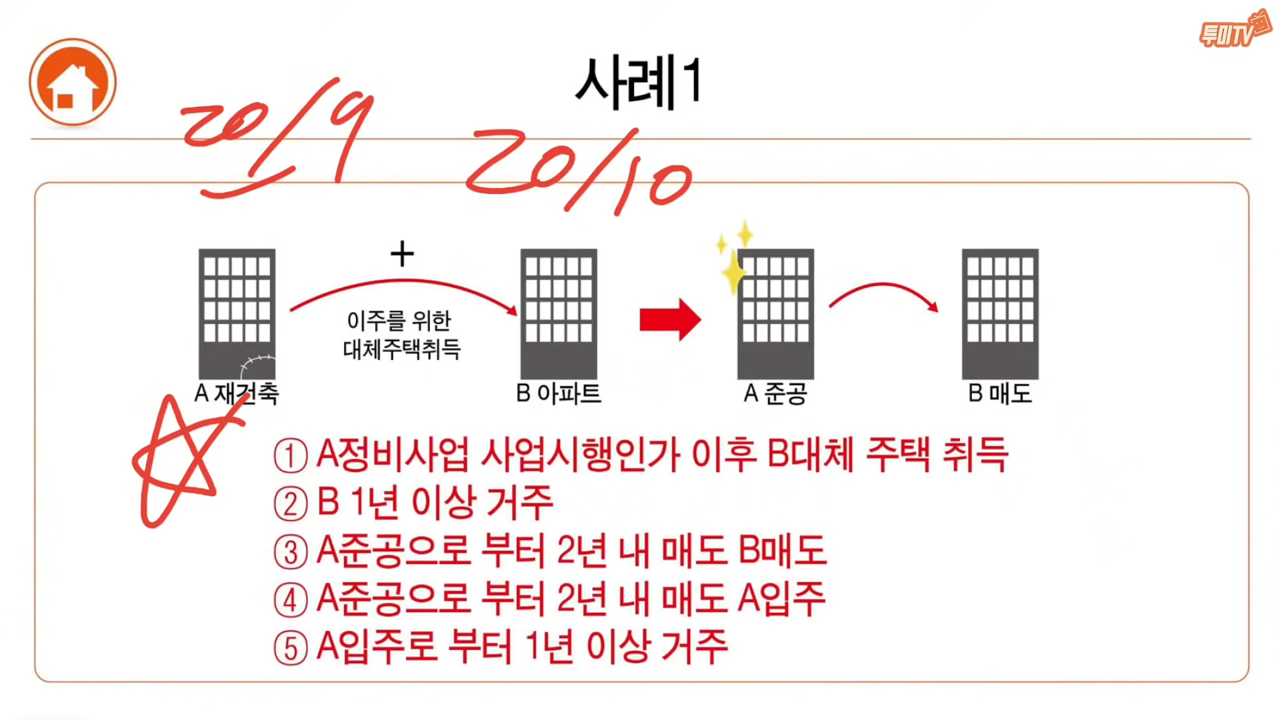 투미TV
사례1
20/9
20/10
+
이주를 위한
대체주택취득
A 재건축
B 아파트
A 준공
B 매도
① A정비사업 사업시행인가 이후 B대체 주택 취득
② B 1년 이상 거주
③ A준공으로 부터 2년 내 매도 B매도
④ A준공으로 부터 2년 내 매도 A입주
⑤ A입주로 부터 1년 이상 거주